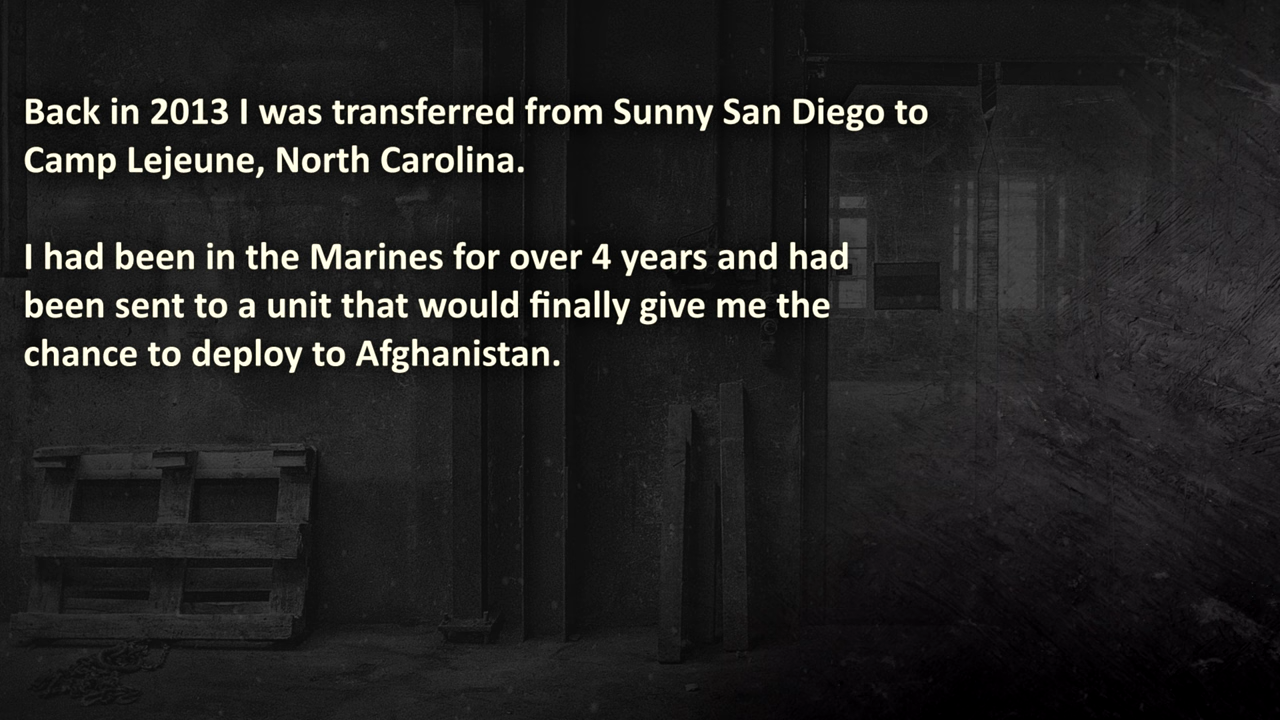 Back in 2013 I was transferred from Sunny San Diego to
Camp Lejeune, North Carolina.
I had been in the Marines for over 4 years and had
been sent to a unit that would finally give me the
chance to deploy to Afghanistan.